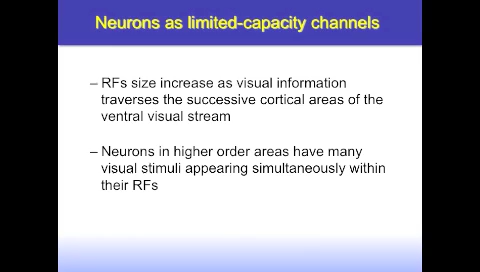 Neurons as limited-capacity channels
– RFs size increase as visual information
traverses the successive cortical areas of the
ventral visual stream
– Neurons in higher order areas have many
visual stimuli appearing simultaneously within
their RFs